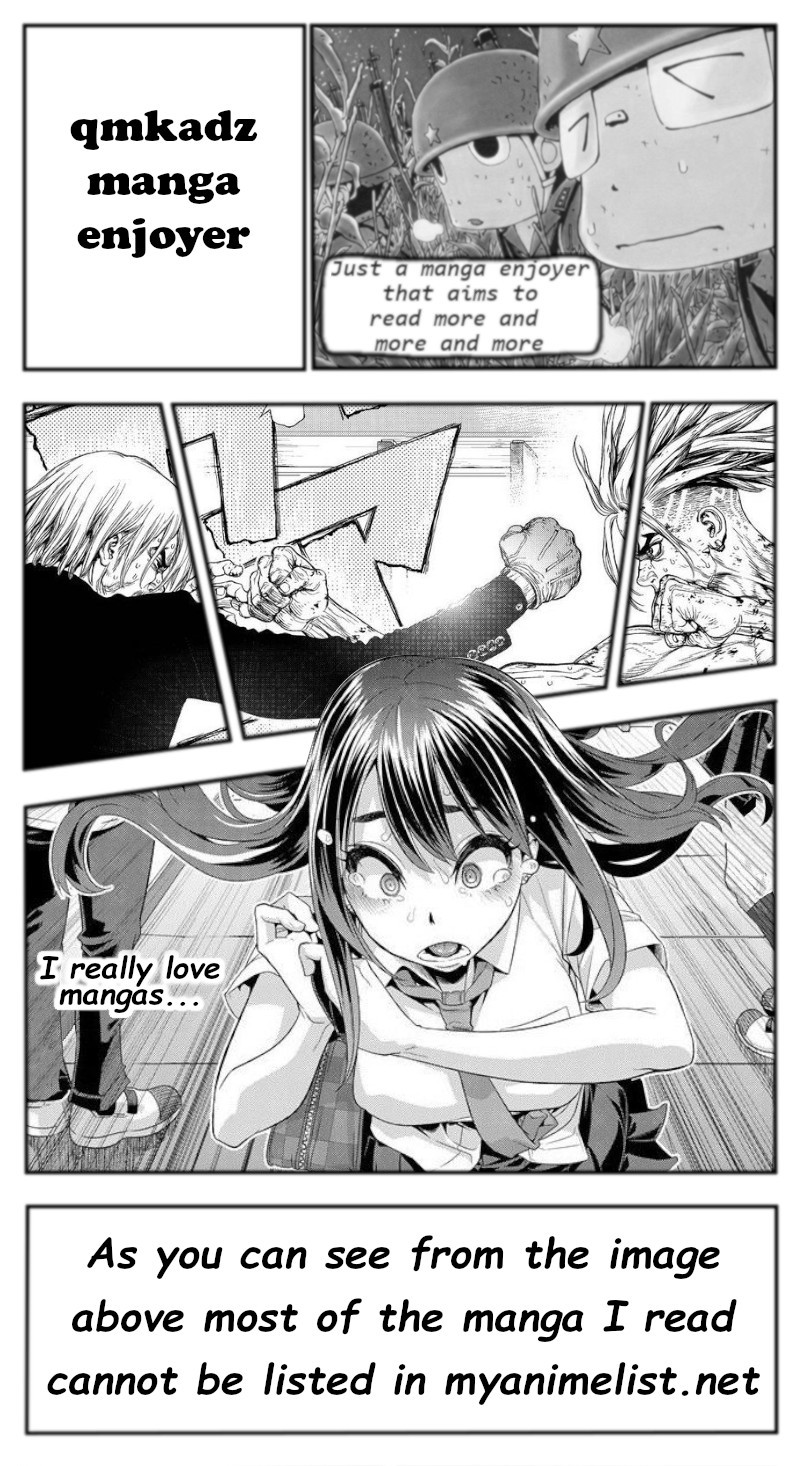 qmkadz
manga
enjoyer
Just a manga enjoyer
that aims to
read more and
more and more
I really love
mangas...
As you can see from the image
above most of the manga I read
cannot be listed in myanimelist.net